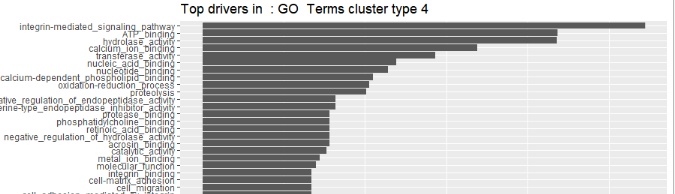 Top drivers in : GO Terms cluster type 4
integrin-mediated_signaling_pathway
ATP_binding
hydrolase_activity
calcium_ion_binding
transferase_activity
nucleic_acid_binding
nucleotide_binding
calcium-dependent_phospholipid_binding
oxidation-reduction_process
proteolysis
ative_regulation_of_endopeptidase_activity
erine-type_endopeptidase_inhibitor_activity
protease_binding
phosphatidylcholine_binding
retinoic_acid_binding
negative_regulation_of_hydrolase_activity
acrosin_binding
catalytic_activity
metal_ion_binding
molecular_function
integrin_binding
cell-matrix_adhesion
cell_migration